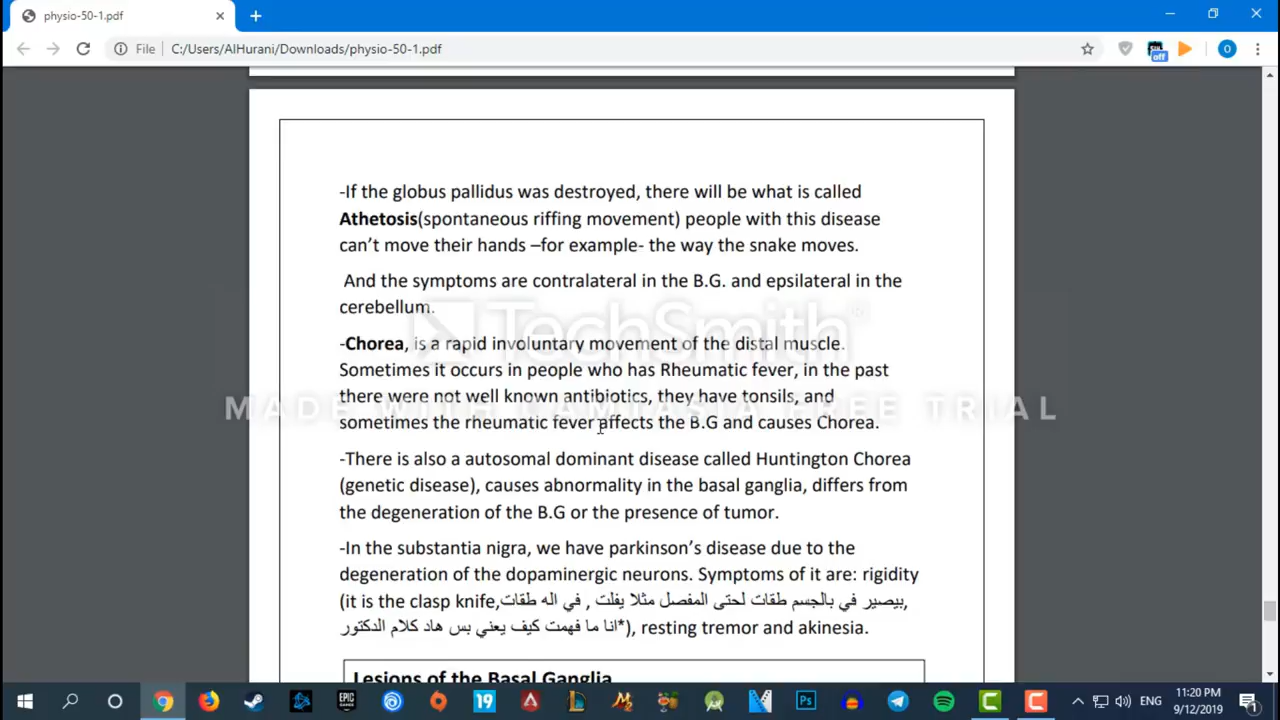 physio-50-1.pdf
File C:/Users/AlHurani/Downloads/physio-50-1.pdf
off
O
-If the globus pallidus was destroyed, there will be what is called
Athetosis(spontaneous riffing movement) people with this disease
can’t move their hands –for example- the way the snake moves.
And the symptoms are contralateral in the B.G. and epsilateral in the
cerebellum.
TechSmith®
-Chorea, is a rapid involuntary movement of the distal muscle.
Sometimes it occurs in people who has Rheumatic fever, in the past
there were not well known antibiotics, they have tonsils, and
MADE WITH CAMTASIA FREE TRIAL
sometimes the rheumatic fever affects the B.G and causes Chorea.
-There is also a autosomal dominant disease called Huntington Chorea
(genetic disease), causes abnormality in the basal ganglia, differs from
the degeneration of the B.G or the presence of tumor.
-In the substantia nigra, we have parkinson’s disease due to the
degeneration of the dopaminergic neurons. Symptoms of it are: rigidity
(it is the clasp knife,بيصير في بالجسم طقات لحتى المفصل مثلا يفلت , في اله طقات,
انا ما فهمت كيف يعني بس هاد كلام الدكتور*), resting tremor and akinesia.
Lesions of the Basal Ganglia
19
Ps
ENG
11:20 PM
9/12/2019